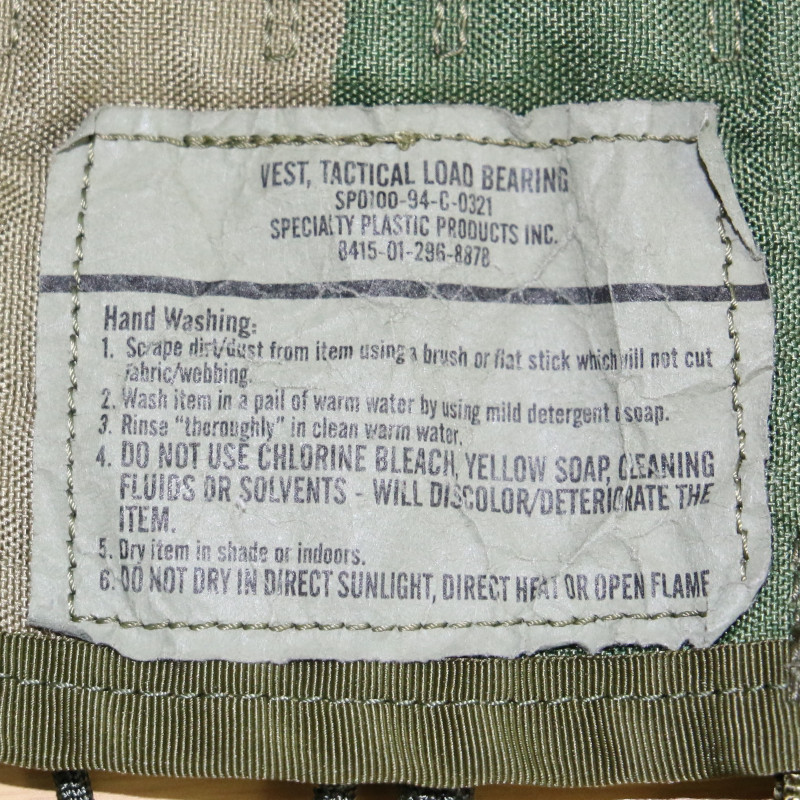 VEST, TACTICAL LOAD BEARING
SPO100-94-C-0321
SPECIALTY PLASTIC PRODUCTS INC.
8415-01-296-8878
Hand Washing:
1. Scrape dirt/dust from item using a brush or flat stick which will not cut
fabric/webbing.
2. Wash item in a pail of warm water by using mild detergent soap.
3. Rinse "thoroughly" in clean warm water.
4. DO NOT USE CHLORINE BLEACH, YELLOW SOAP, CLEANING
FLUIDS OR SOLVENTS - WILL DISCOLOR/DETERIORATE THE
ITEM.
5. Dry item in shade or indoors.
6. DO NOT DRY IN DIRECT SUNLIGHT, DIRECT HEAT OR OPEN FLAME